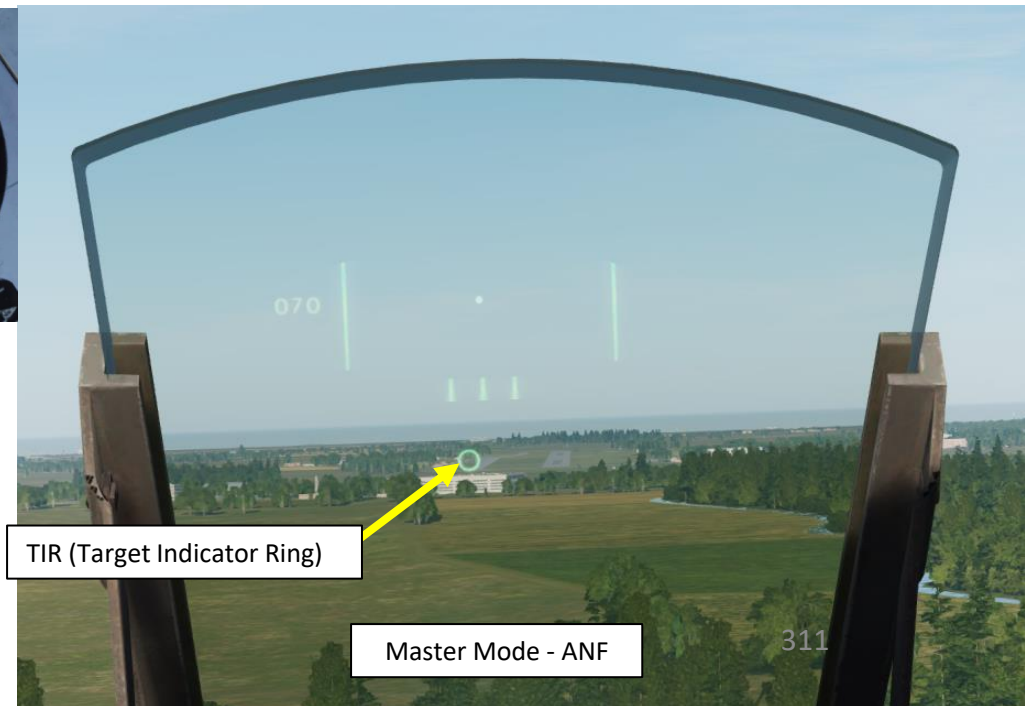 070
TIR (Target Indicator Ring)
Master Mode - ANF
311